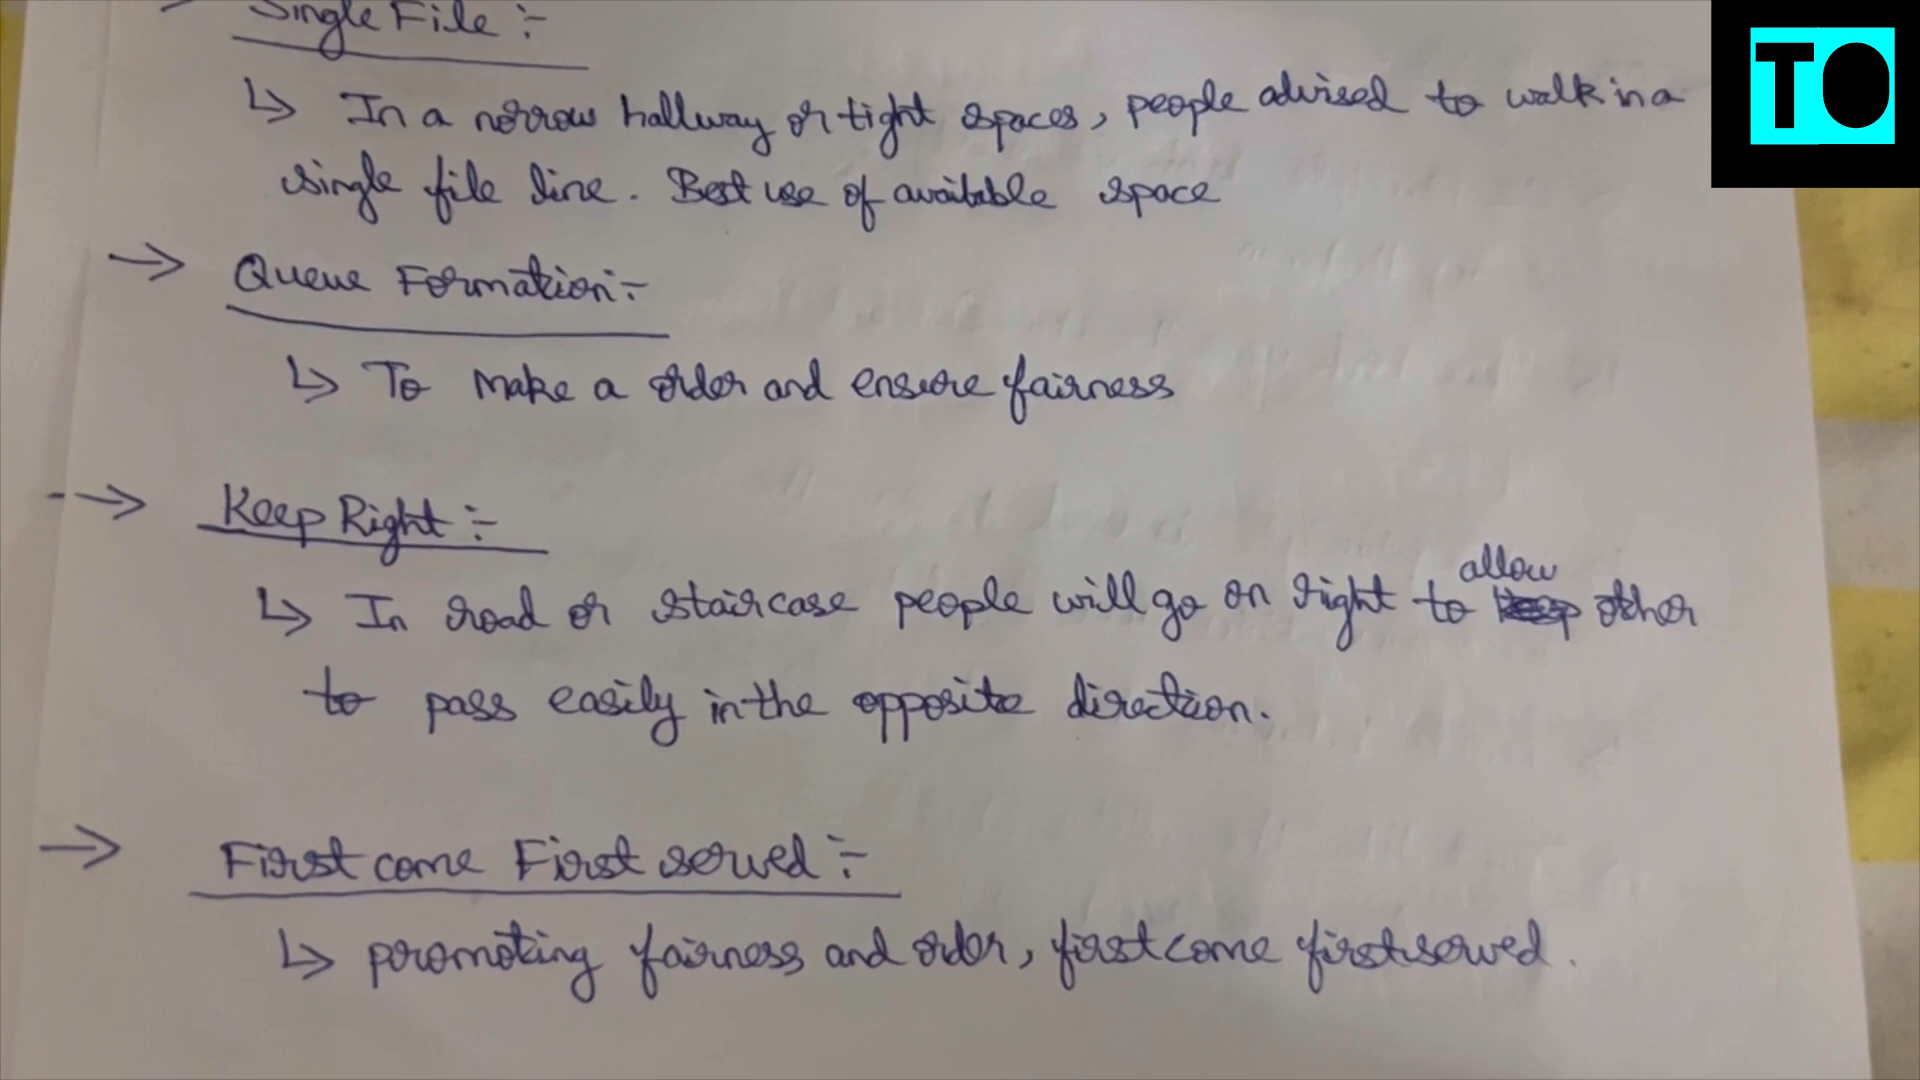 Single File :-
↳ In a norrow hallway or tight spaces, people advised to walk in a
single file line. Best use of available space
→ Queue Formation :-
↳ To make a order and ensure fairness
→ Keep Right :-
↳ In road or staircase people will go on right to allow other
to pass easily in the opposite direction.
→ First come First served :-
↳ promoting fairness and order, first come first served.
TO